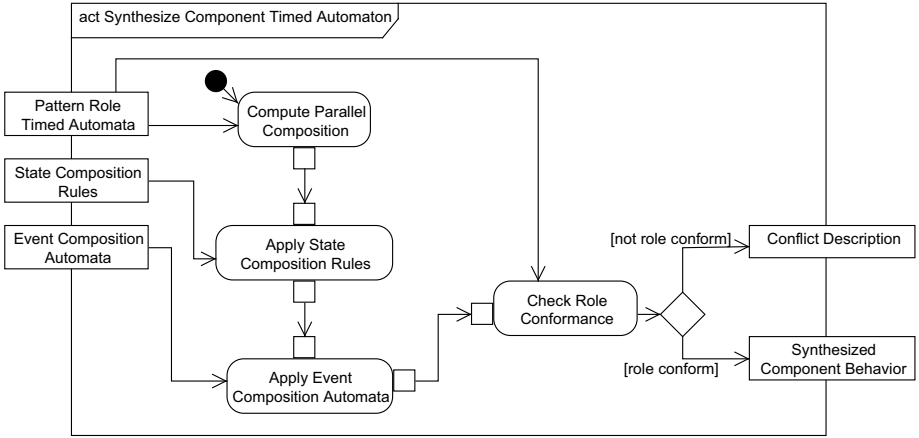 act Synthesize Component Timed Automaton
Pattern Role
Timed Automata
Compute Parallel
Composition
State Composition
Rules
Event Composition
Automata
Apply State
Composition Rules
[not role conform]
Conflict Description
Check Role
Conformance
Apply Event
Composition Automata
[role conform]
Synthesized
Component Behavior